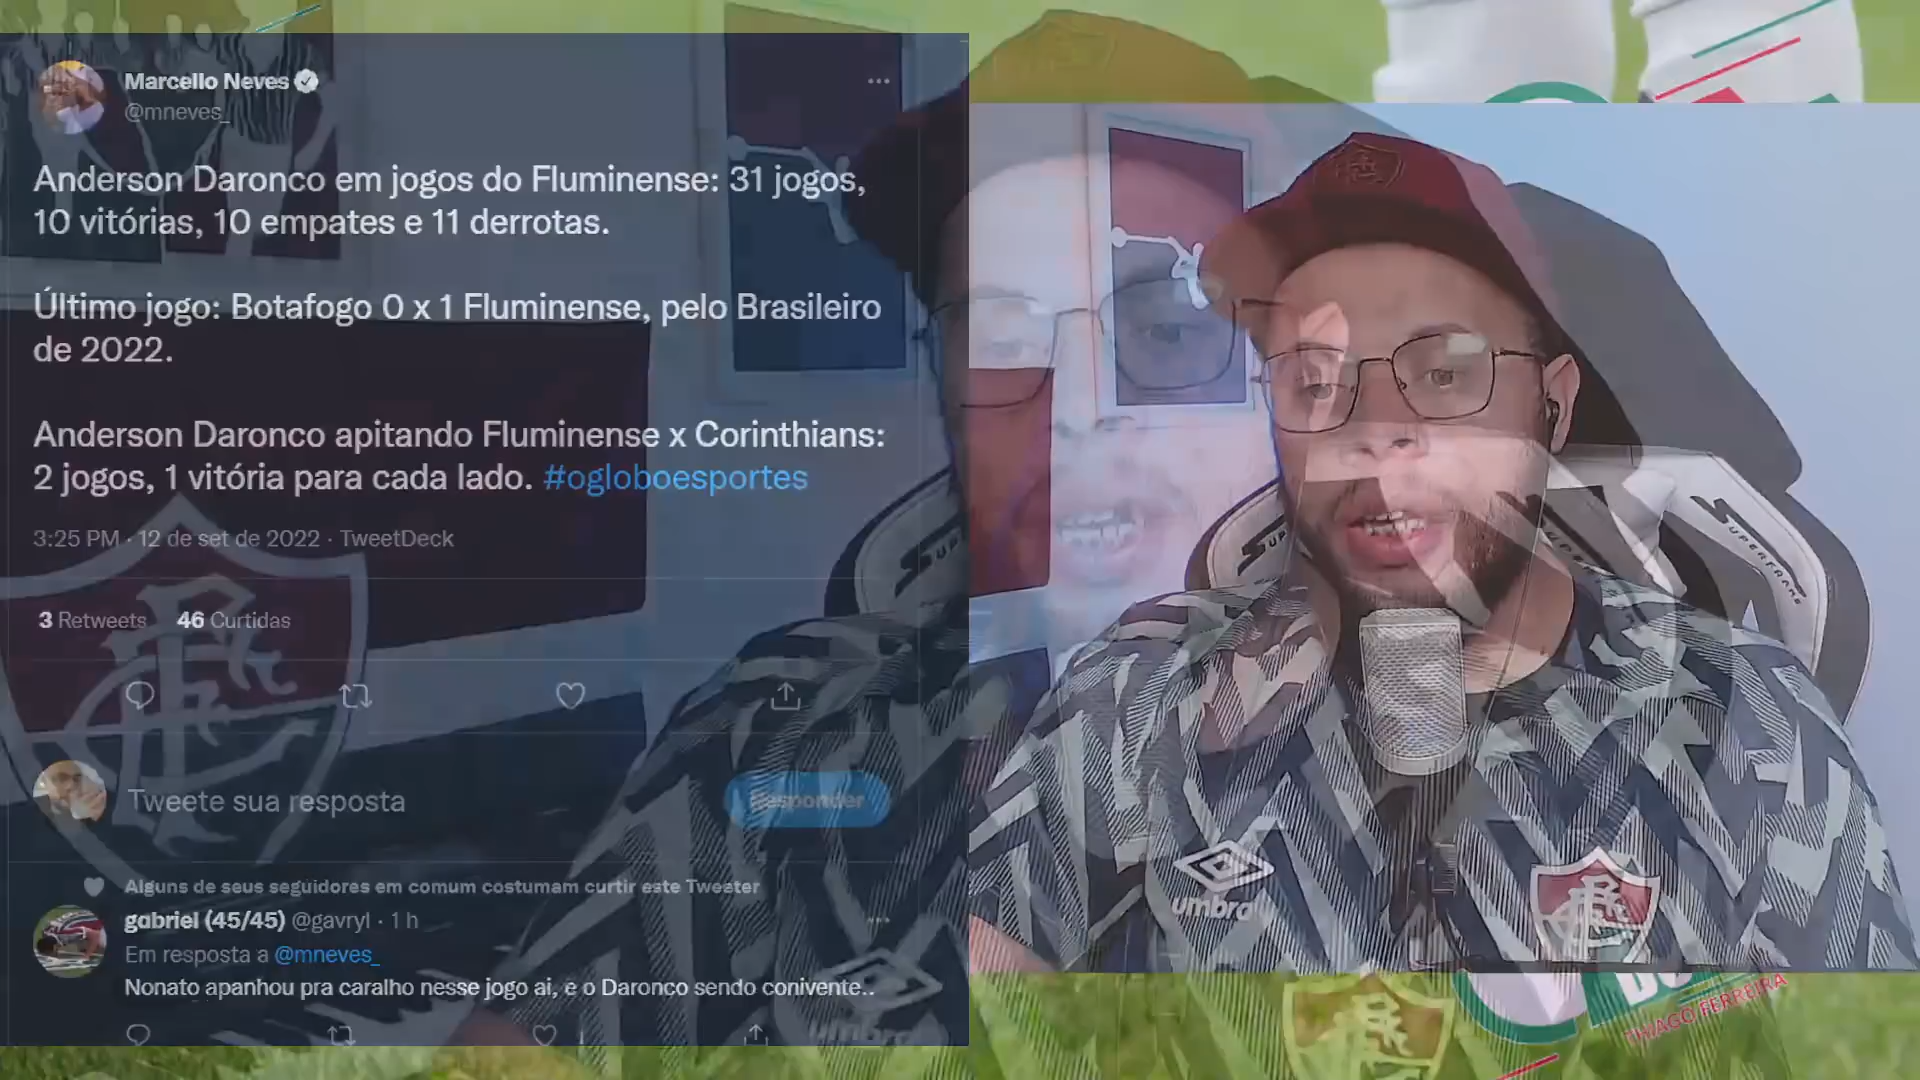 Marcello Neves
@mneves_
Anderson Daronco em jogos do Fluminense: 31 jogos,
10 vitórias, 10 empates e 11 derrotas.
Último jogo: Botafogo 0 x 1 Fluminense, pelo Brasileiro
de 2022.
Anderson Daronco apitando Fluminense x Corinthians:
2 jogos, 1 vitória para cada lado. #ogloboesportes
3:25 PM · 12 de set de 2022 · TweetDeck
3 Retweets 46 Curtidas
Tweete sua resposta
Responder
Alguns de seus seguidores em comum costumam curtir este Tweeter
gabriel (45/45) @gavryl · 1 h
Em resposta a @mneves_
Nonato apanhou pra caralho nesse jogo ai, e o Daronco sendo conivente..
SUPERFRAME
umbro
THIAGO FERREIRA